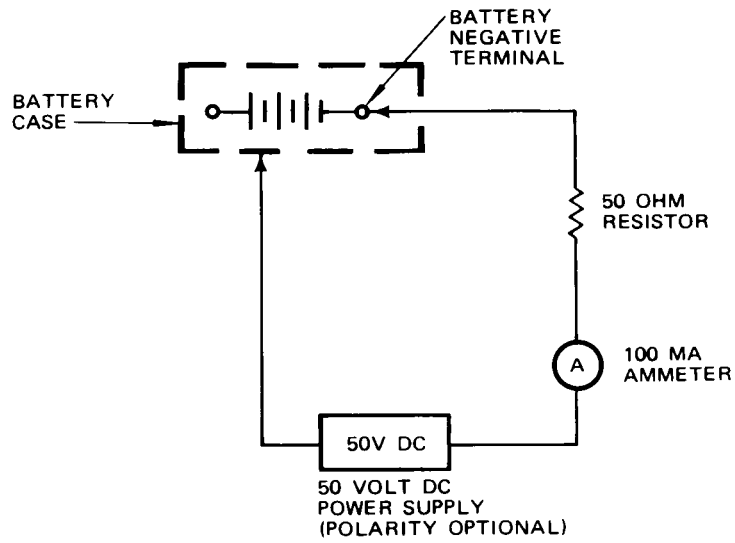 BATTERY
NEGATIVE
TERMINAL
BATTERY
CASE
50 OHM
RESISTOR
100 MA
AMMETER
A
50V DC
50 VOLT DC
POWER SUPPLY
(POLARITY OPTIONAL)